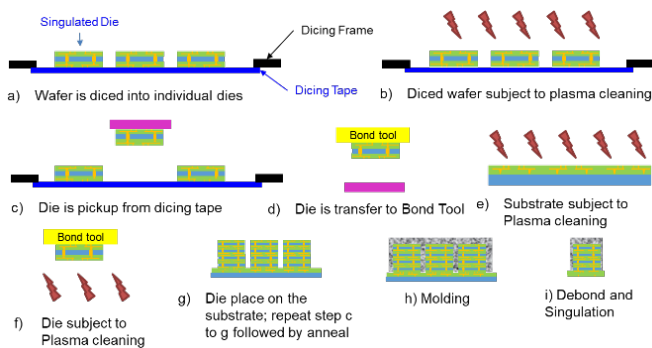 Singulated Die
Dicing Frame
Dicing Tape
a) Wafer is diced into individual dies
b) Diced wafer subject to plasma cleaning
c) Die is pickup from dicing tape
Bond tool
d) Die is transfer to Bond Tool
e) Substrate subject to
Plasma cleaning
Bond tool
f) Die subject to
Plasma cleaning
g) Die place on the
substrate; repeat step c
to g followed by anneal
h) Molding
i) Debond and
Singulation